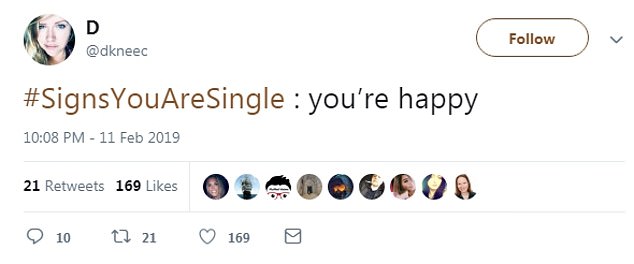 D
@dkneec
Follow
#SignsYouAreSingle : you’re happy
10:08 PM - 11 Feb 2019
21 Retweets 169 Likes
10 21 169